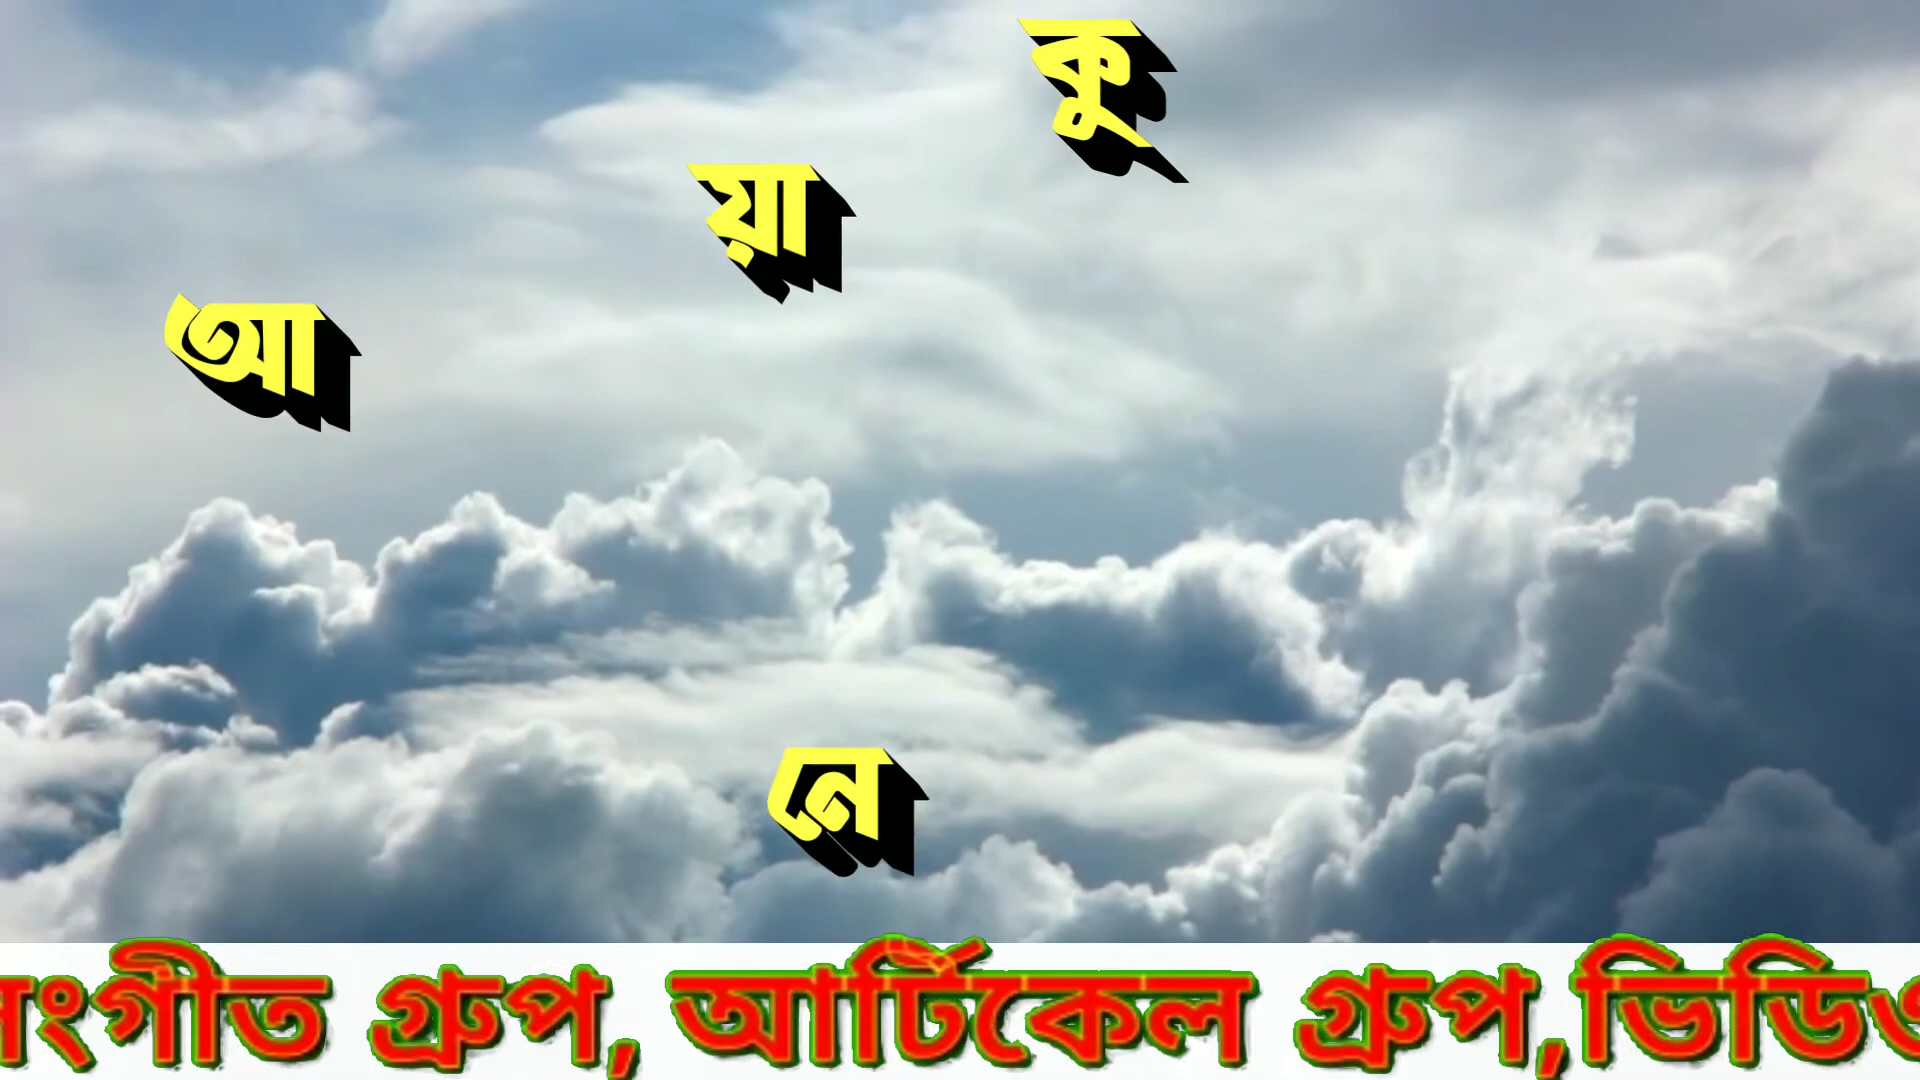 কু
য়া
আ
নে
সংগীত গ্রুপ, আর্টিকেল গ্রুপ,ভিডিও